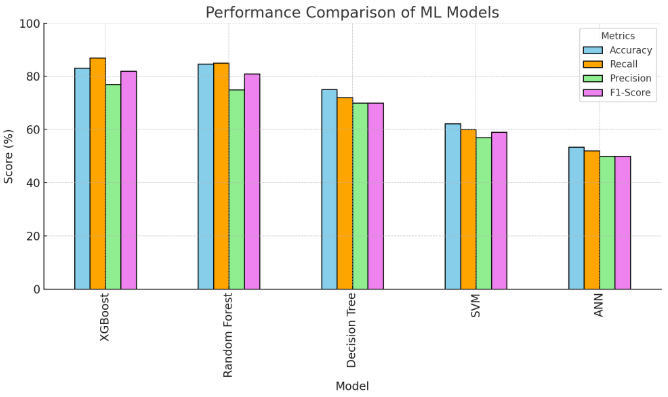 Performance Comparison of ML Models
Metrics
Accuracy
Recall
Precision
F1-Score
Score (%)
100
80
60
40
20
0
XGBoost
Random Forest
Decision Tree
SVM
ANN
Model